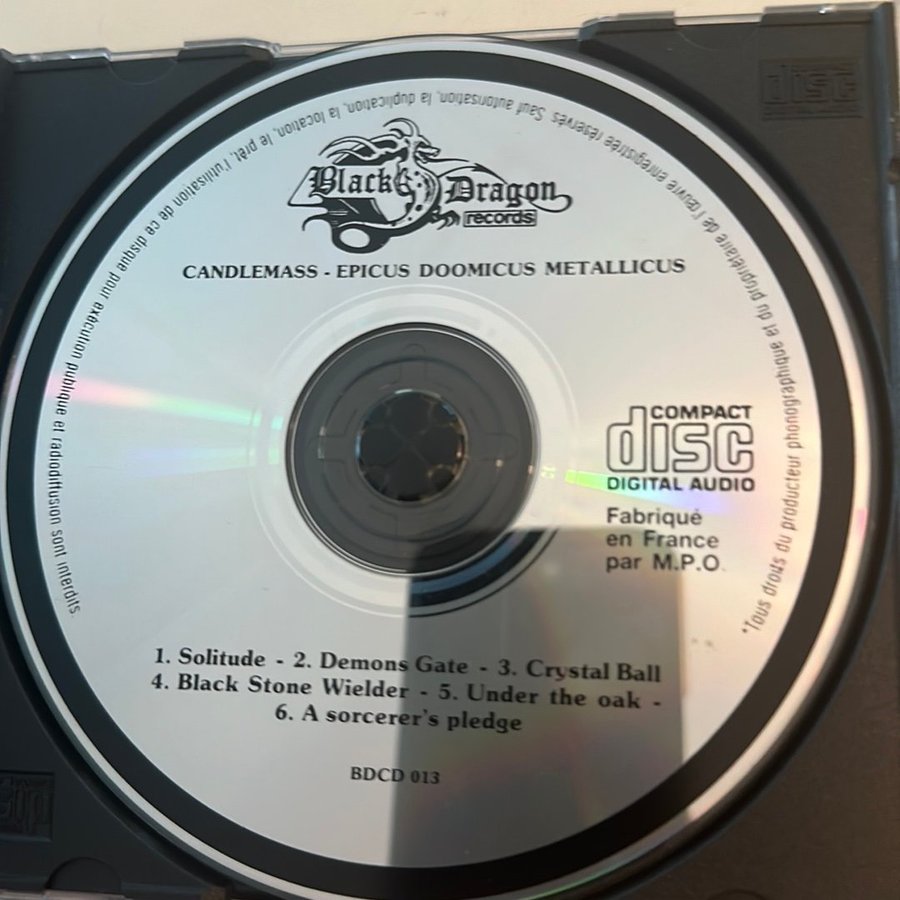 Black Dragon
records
CANDLEMASS - EPICUS DOOMICUS METALLICUS
COMPACT
disc
DIGITAL AUDIO
Fabriqué
en France
par M.P.O.
1. Solitude - 2. Demons Gate - 3. Crystal Ball
4. Black Stone Wielder - 5. Under the oak -
6. A sorcerer's pledge
BDCD 013
*Tous droits du producteur phonographique et du propriétaire de l'œuvre enregistrée réservés. Sauf autorisation, la duplication, la location, le prêt, l'utilisation de ce disque pour exécution publique et radiodiffusion sont interdits.
disc